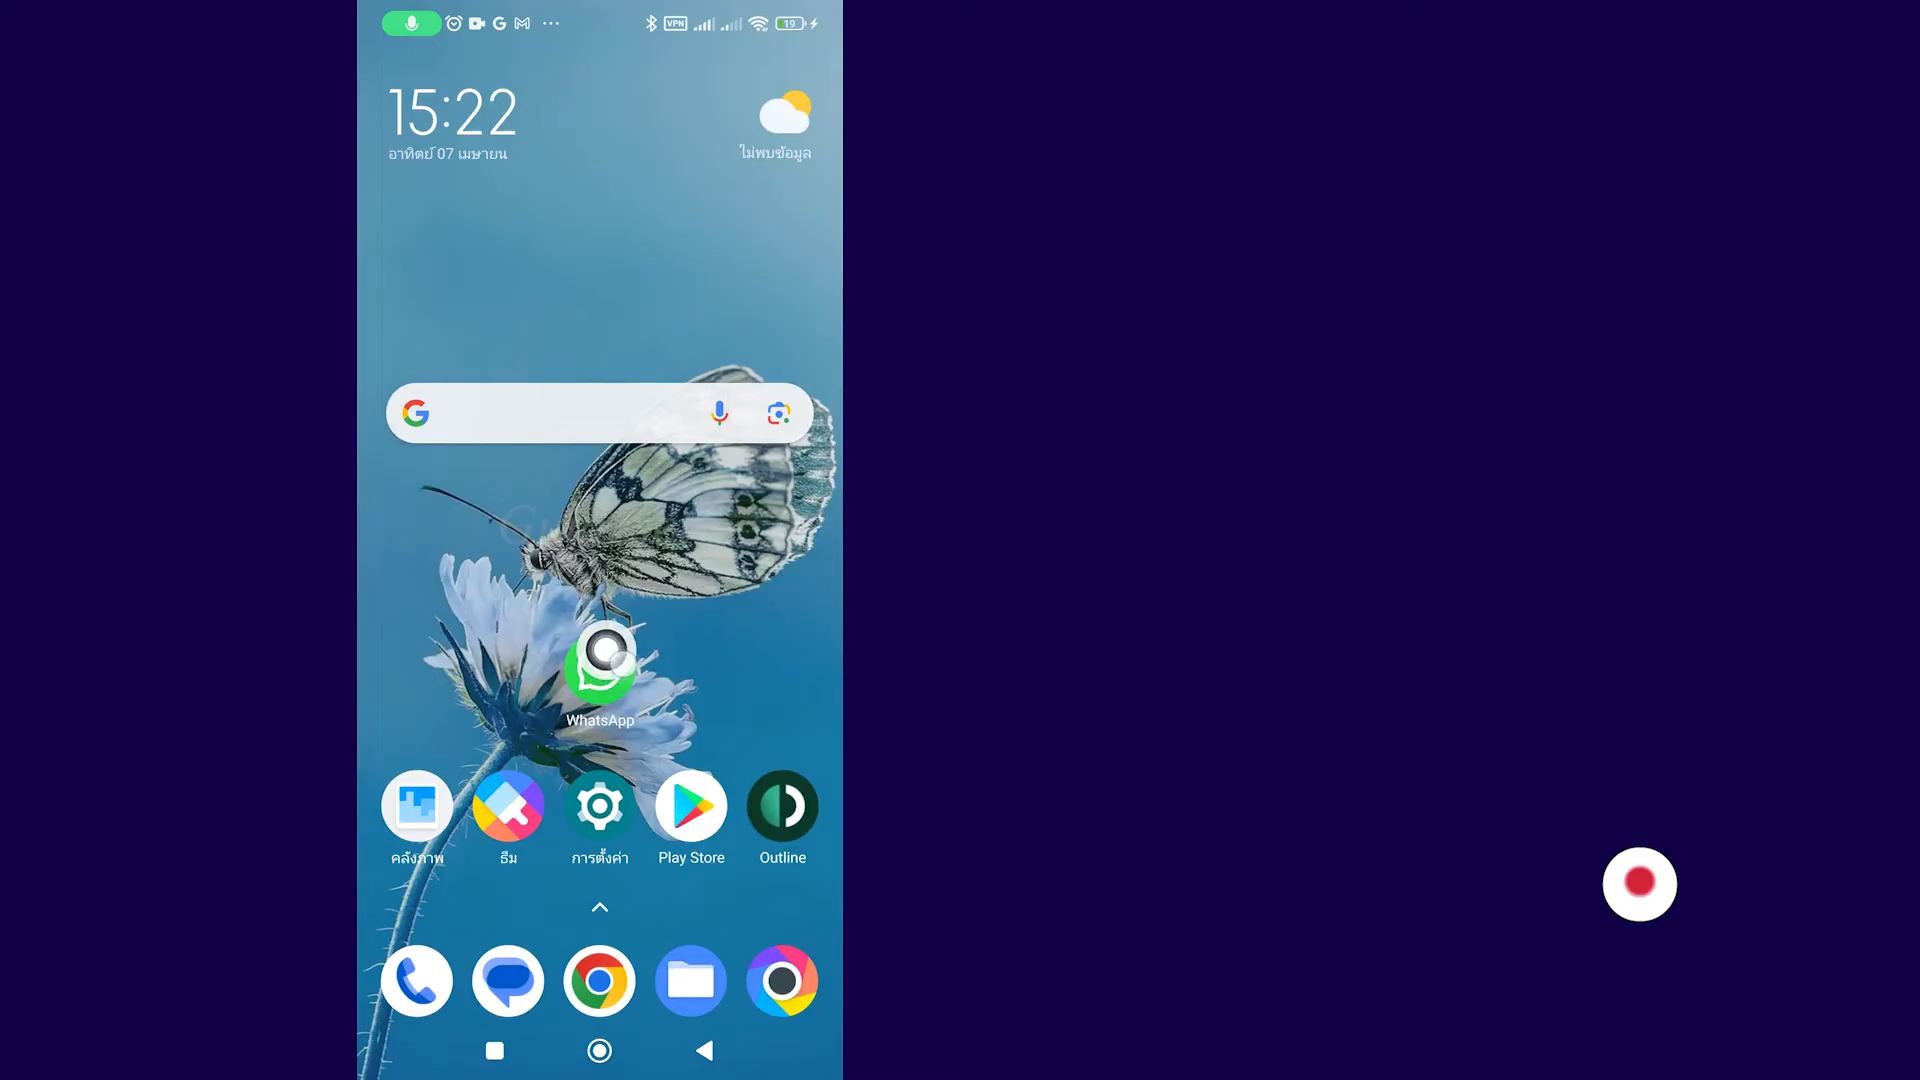 VPN
19
15:22
อาทิตย์ 07 เมษายน
ไม่พบข้อมูล
WhatsApp
คลังภาพ
ธีม
การตั้งค่า
Play Store
Outline